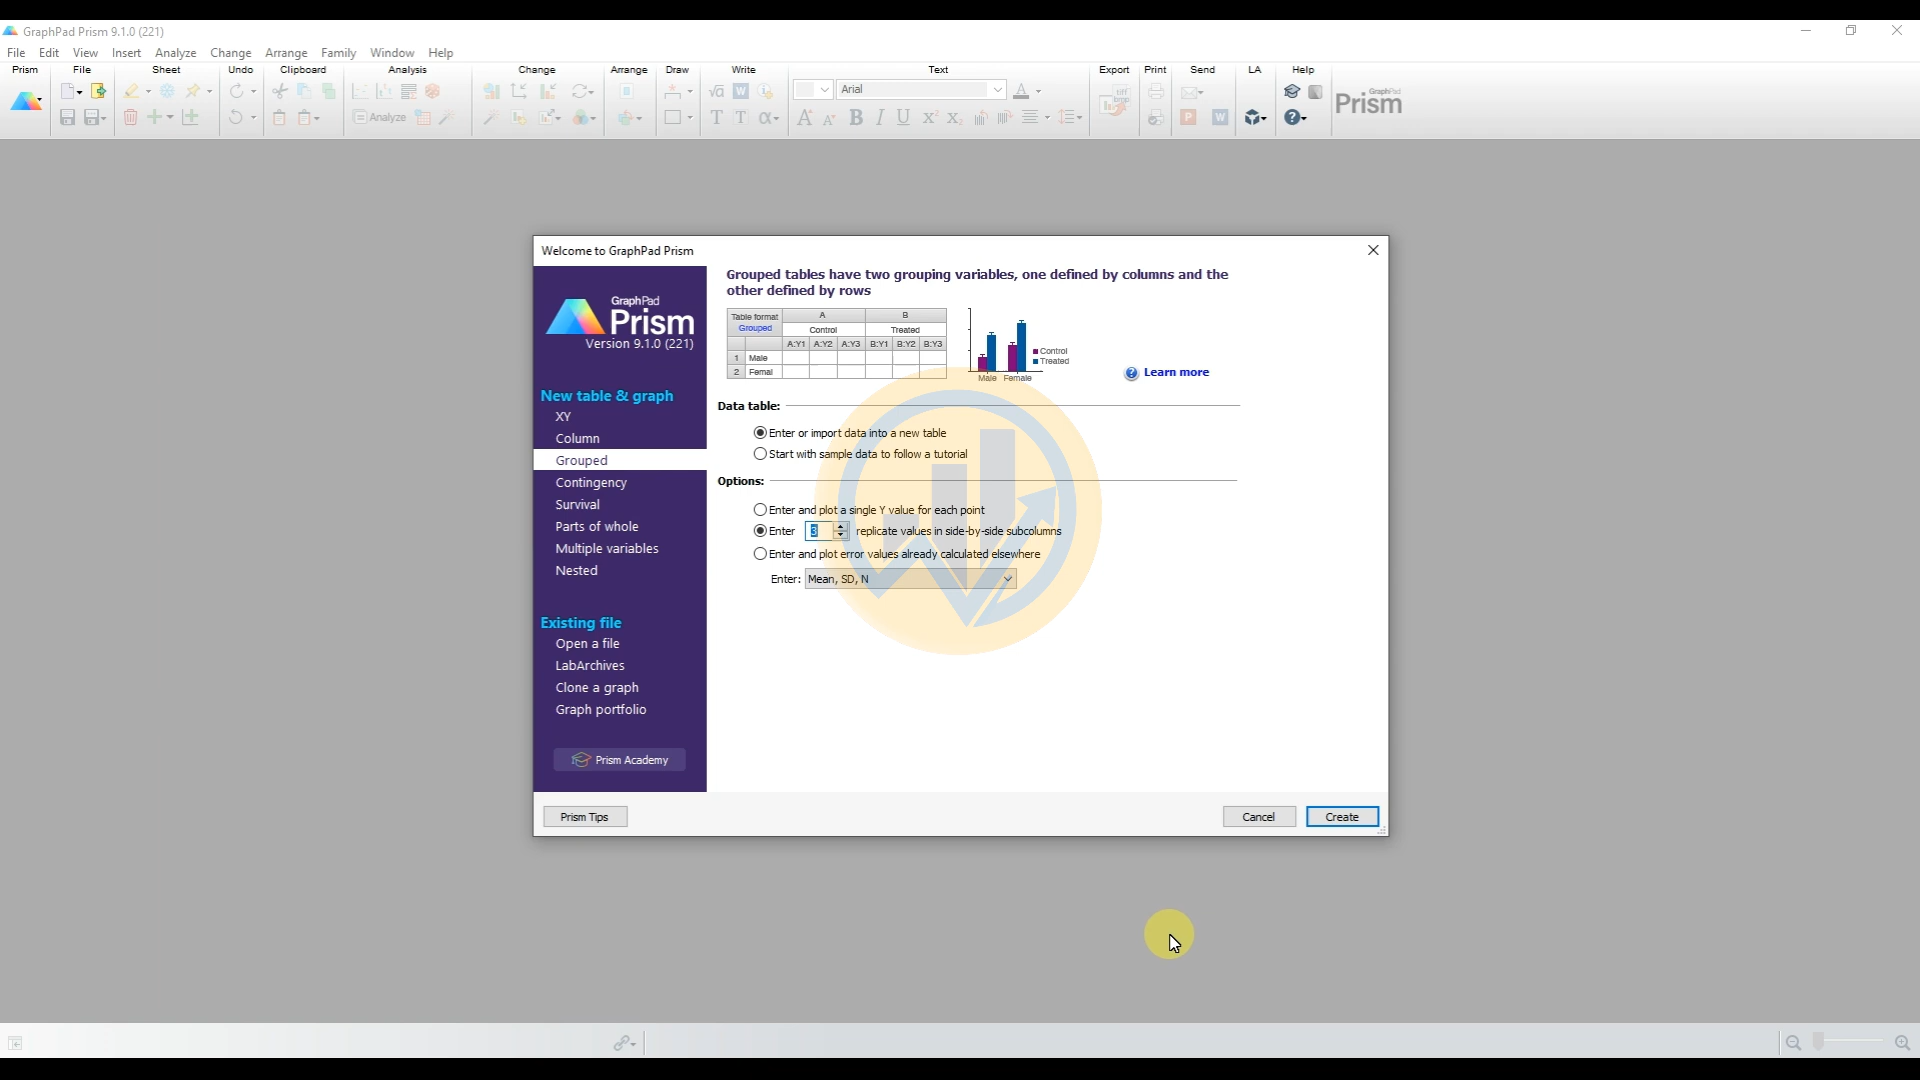 GraphPad Prism 9.1.0 (221)
File Edit View Insert Analyze Change Arrange Family Window Help
Prism File Sheet Undo Clipboard Analysis Change Arrange Draw Write Text Export Print Send LA Help
Arial
Analyze
GraphPad
Prism
Welcome to GraphPad Prism
GraphPad
Prism
Version 9.1.0 (221)
New table & graph
XY
Column
Grouped
Contingency
Survival
Parts of whole
Multiple variables
Nested
Existing file
Open a file
LabArchives
Clone a graph
Graph portfolio
Prism Academy
Grouped tables have two grouping variables, one defined by columns and the
other defined by rows
Table format A B
Grouped Control Treated
A:Y1 A:Y2 A:Y3 B:Y1 B:Y2 B:Y3
1 Male
2 Femal
Control
Treated
Male Female
Learn more
Data table:
Enter or import data into a new table
Start with sample data to follow a tutorial
Options:
Enter and plot a single Y value for each point
Enter 3 replicate values in side-by-side subcolumns
Enter and plot error values already calculated elsewhere
Enter: Mean, SD, N
Prism Tips Cancel Create